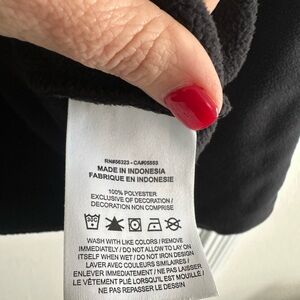 RN#56323 - CA#05553
MADE IN INDONESIA
FABRIQUE EN INDONESIE
100% POLYESTER
EXCLUSIVE OF DECORATION /
DECORATION NON COMPRISE
WASH WITH LIKE COLORS / REMOVE
IMMEDIATELY / DO NOT ALLOW TO LAY ON
ITSELF WHEN WET / DO NOT IRON DESIGN
LAVER AVEC COULEURS SIMILAIRES /
ENLEVER IMMEDIATEMENT / NE PAS LAISSER
LE VÊTEMENT PLIÉ LORSQU'IL EST MOUILLÉ /
NE PAS REPASSER LE DESSIN